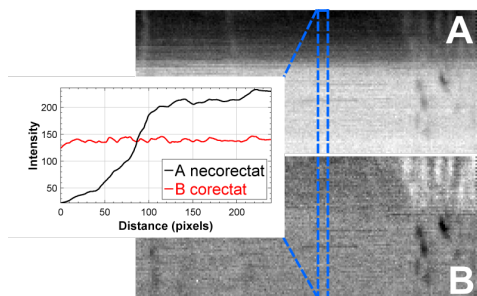 A
200
150
100
50
Intensity
A necorectat
B corectat
0
50
100
150
200
Distance (pixels)
B